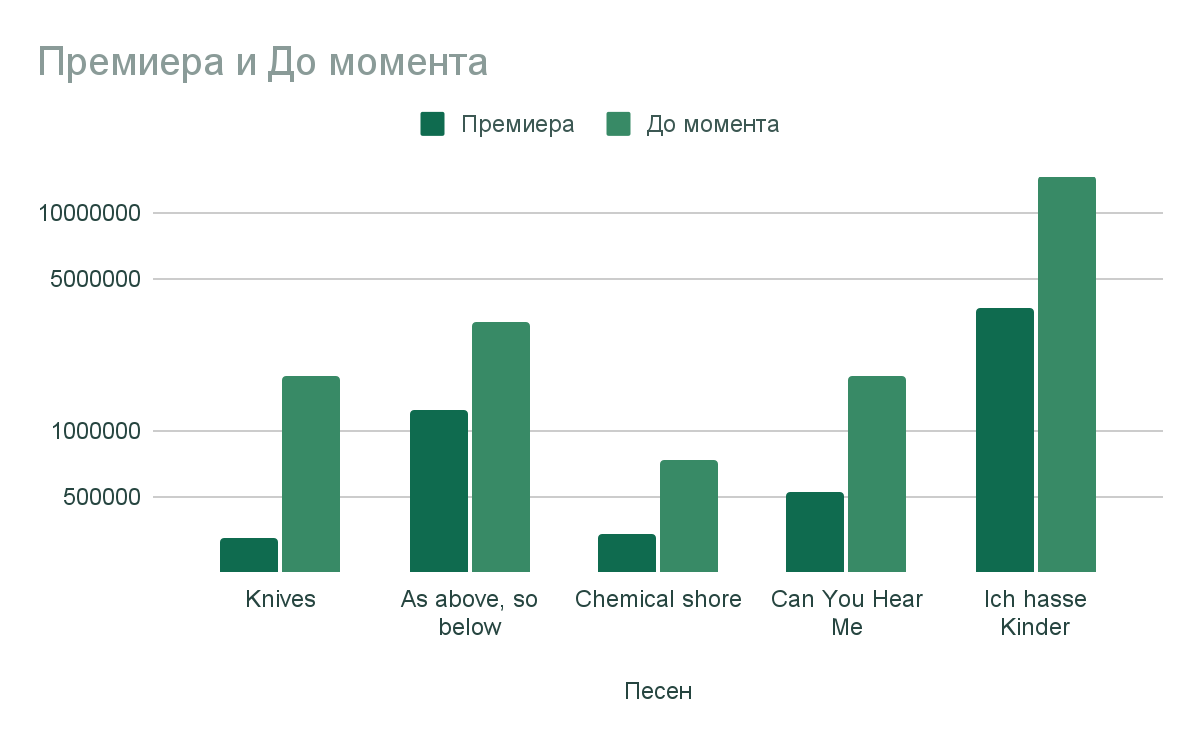 Премиера и До момента
Премиера
До момента
10000000
5000000
1000000
500000
Knives
As above, so
below
Chemical shore
Can You Hear
Me
Ich hasse
Kinder
Песен